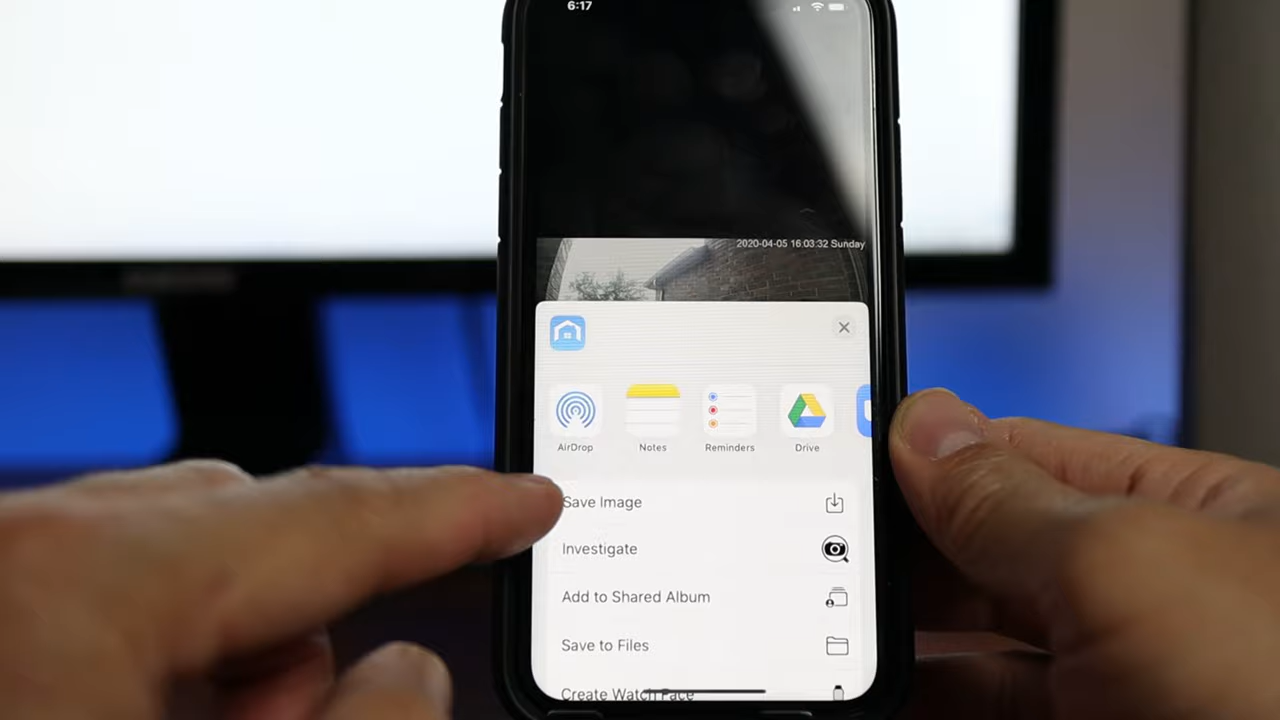 6:17
2020-04-05 16:03:32 Sunday
AirDrop Notes Reminders Drive
Save Image
Investigate
Add to Shared Album
Save to Files
Create Watch Face